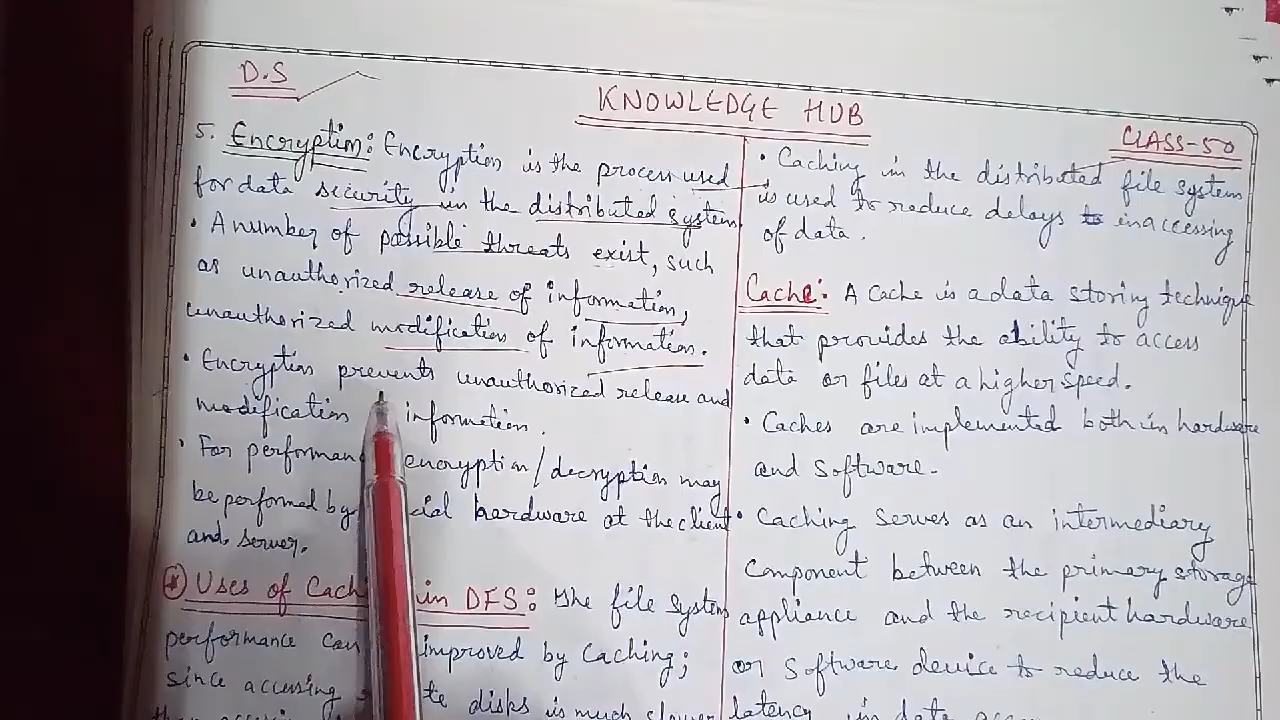 D.S
KNOWLEDGE HUB
CLASS-50
5. Encryption: Encryption is the process used
for data security in the distributed system
• A number of possible threats exist, such
as unauthorized release of information,
unauthorized modification of information.
• Encryption prevents unauthorized release and
modification information.
• For performan encryption/decryption may
be performed by cial hardware at the client
and server.
* Uses of Cach in DFS: The file system
performance can improved by Caching;
since accessing te disks is much slower
• Caching in the distributed file system
is used to reduce delays in accessing
of data.
Cache: A cache is a data storing technique
that provides the ability to access
data or files at a higher speed.
• Caches are implemented both in hardware
and software.
• Caching serves as an intermediary
component between the primary storage
appliance and the recipient hardware
or software device to reduce the
latency in data